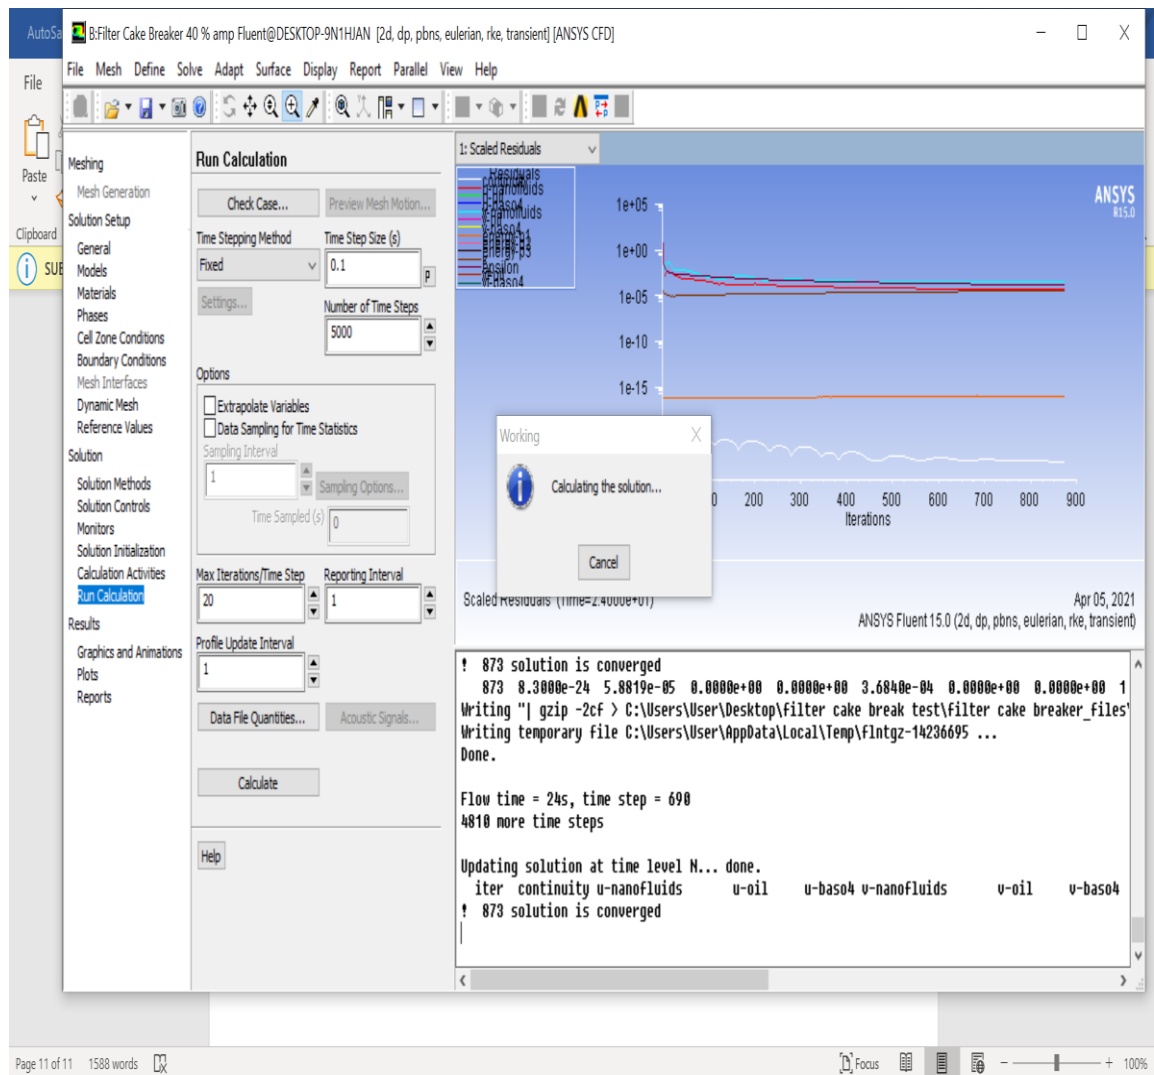 AutoSa
B:Filter Cake Breaker 40 % amp Fluent@DESKTOP-9N1HJAN [2d, dp, pbns, eulerian, rke, transient] [ANSYS CFD]
File Mesh Define Solve Adapt Surface Display Report Parallel View Help
File
Paste
Clipboard
SUB
Meshing
Mesh Generation
Solution Setup
General
Models
Materials
Phases
Cell Zone Conditions
Boundary Conditions
Mesh Interfaces
Dynamic Mesh
Reference Values
Solution
Solution Methods
Solution Controls
Monitors
Solution Initialization
Calculation Activities
Run Calculation
Results
Graphics and Animations
Plots
Reports
Run Calculation
Check Case... Preview Mesh Motion...
Time Stepping Method Time Step Size (s)
Fixed 0.1 P
Settings... Number of Time Steps
5000
Options
Extrapolate Variables
Data Sampling for Time Statistics
Sampling Interval
1 Sampling Options...
Time Sampled (s) 0
Max Iterations/Time Step Reporting Interval
20 1
Profile Update Interval
1
Data File Quantities... Acoustic Signals...
Calculate
Help
1: Scaled Residuals
Residuals
ANSYS
R15.0
1e+05
1e+00
1e-05
1e-10
1e-15
Working X
Calculating the solution...
Cancel
0 200 300 400 500 600 700 800 900
Iterations
Scaled Residuals (Time=2.4000e+01) Apr 05, 2021
ANSYS Fluent 15.0 (2d, dp, pbns, eulerian, rke, transient)
! 873 solution is converged
873 8.3000e-24 5.8819e-05 0.0000e+00 0.0000e+00 3.6840e-04 0.0000e+00 0.0000e+00 1
Writing "| gzip -2cf > C:\Users\User\Desktop\filter cake break test\filter cake breaker_files\
Writing temporary file C:\Users\User\AppData\Local\Temp\flntgz-14236695 ...
Done.
Flow time = 24s, time step = 690
4810 more time steps
Updating solution at time level N... done.
iter continuity u-nanofluids u-oil u-baso4 v-nanofluids v-oil v-baso4
! 873 solution is converged
Page 11 of 11 1588 words Focus 100%